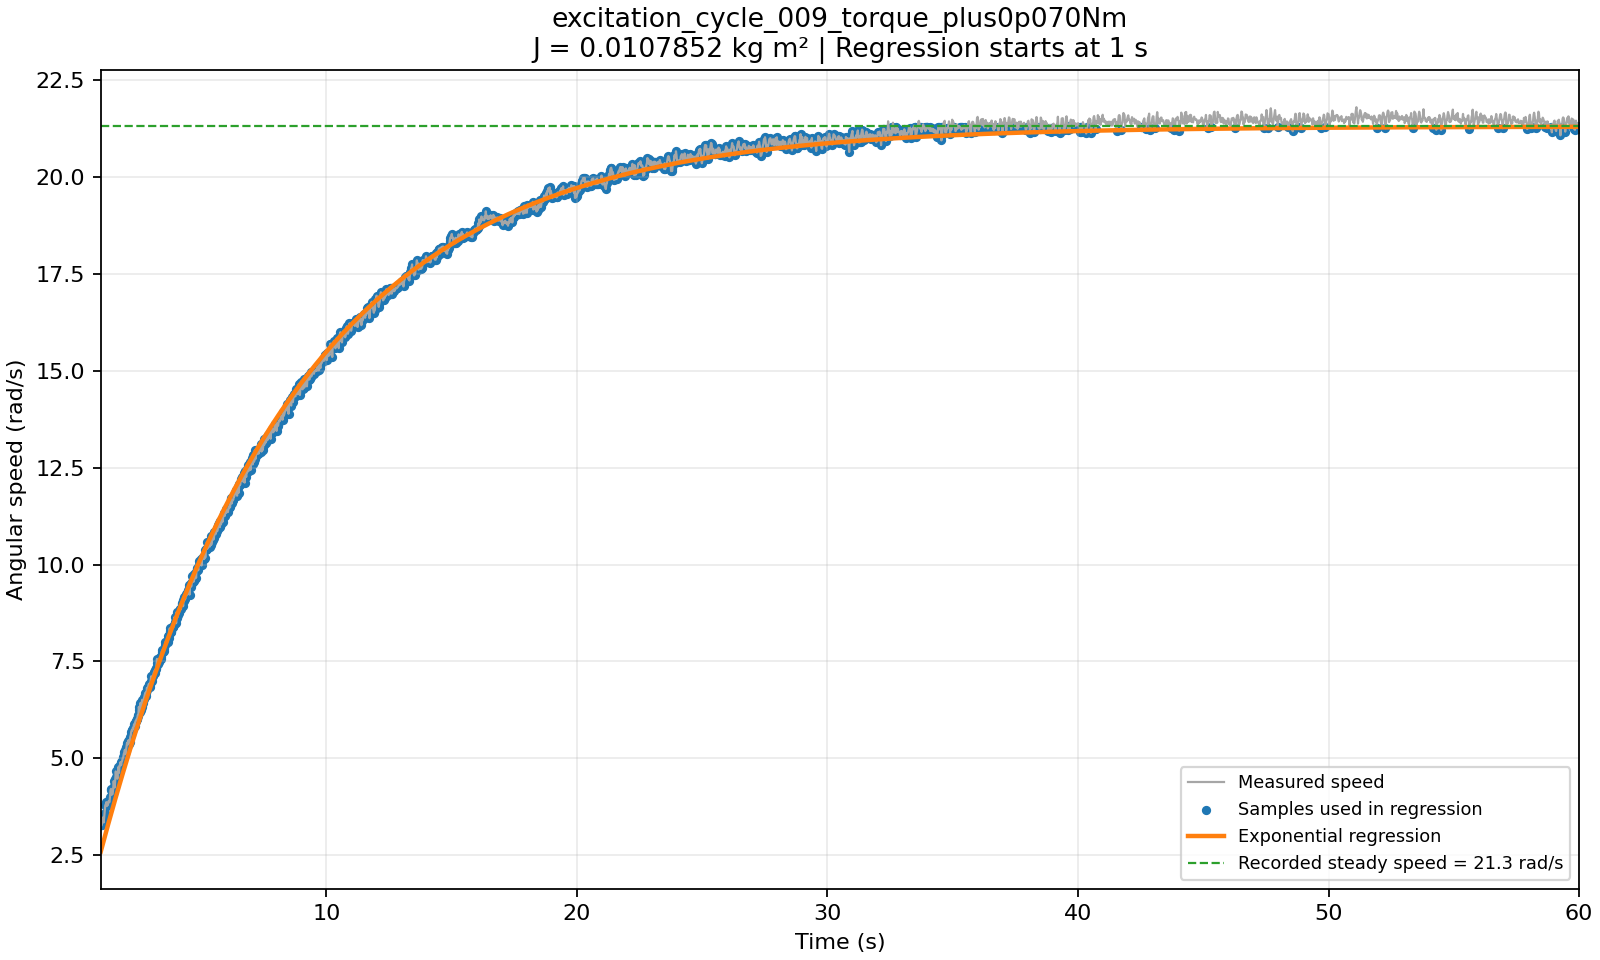 excitation_cycle_009_torque_plus0p070Nm
J = 0.0107852 kg m² | Regression starts at 1 s
22.5
20.0
17.5
15.0
12.5
10.0
7.5
5.0
2.5
Angular speed (rad/s)
Measured speed
Samples used in regression
Exponential regression
Recorded steady speed = 21.3 rad/s
10
20
30
40
50
60
Time (s)